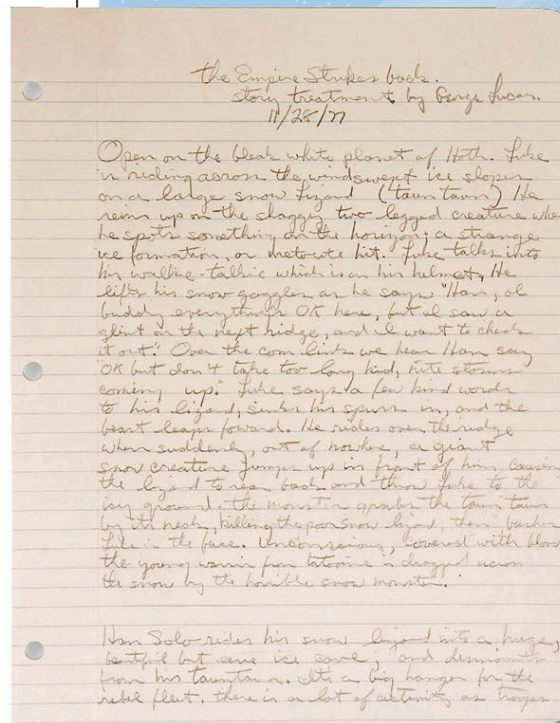 the Empire Strikes back.
story treatment by George Lucas.
11/28/77
Open on the bleak white planet of Hoth. Luke
is riding across the windswept ice slopes
on a large snow Lizard (taun taun) He
reins up on the shaggy two legged creature when
he spots something on the horizon; a strange
ice formation, or meteorite hit. Luke talks into
his walkie-talkie which is on his helmet, He
lifts his snow goggles as he says "Han, ol
buddy everything's OK here, but I saw a
glint on the next ridge, and I want to check
it out." Over the com link we hear Han say
OK but don't take too long kid, nite storms
coming up." Luke says a few kind words
to his lizard, sinks his spurs in, and the
beast leaps foward. He rides over the ridge
when suddenly, out of nowhere, a giant
snow creature jumps up in front of him, causing
the lizard to rear back and throw Luke to the
icy ground. the monster grabs the taun taun
by its neck, killing the poor snow lizard, then bashes
Luke in the face. Unconscious, covered with blood
the young warrior from tatooine is dragged across
the snow by the horrible snow monster.
Han Solo rides his snow lizard into a huge,
beutiful but ice cave, and dismounts
from his tauntaun. Its a big hanger for the
rebel fleet. there is a lot of activity as troops